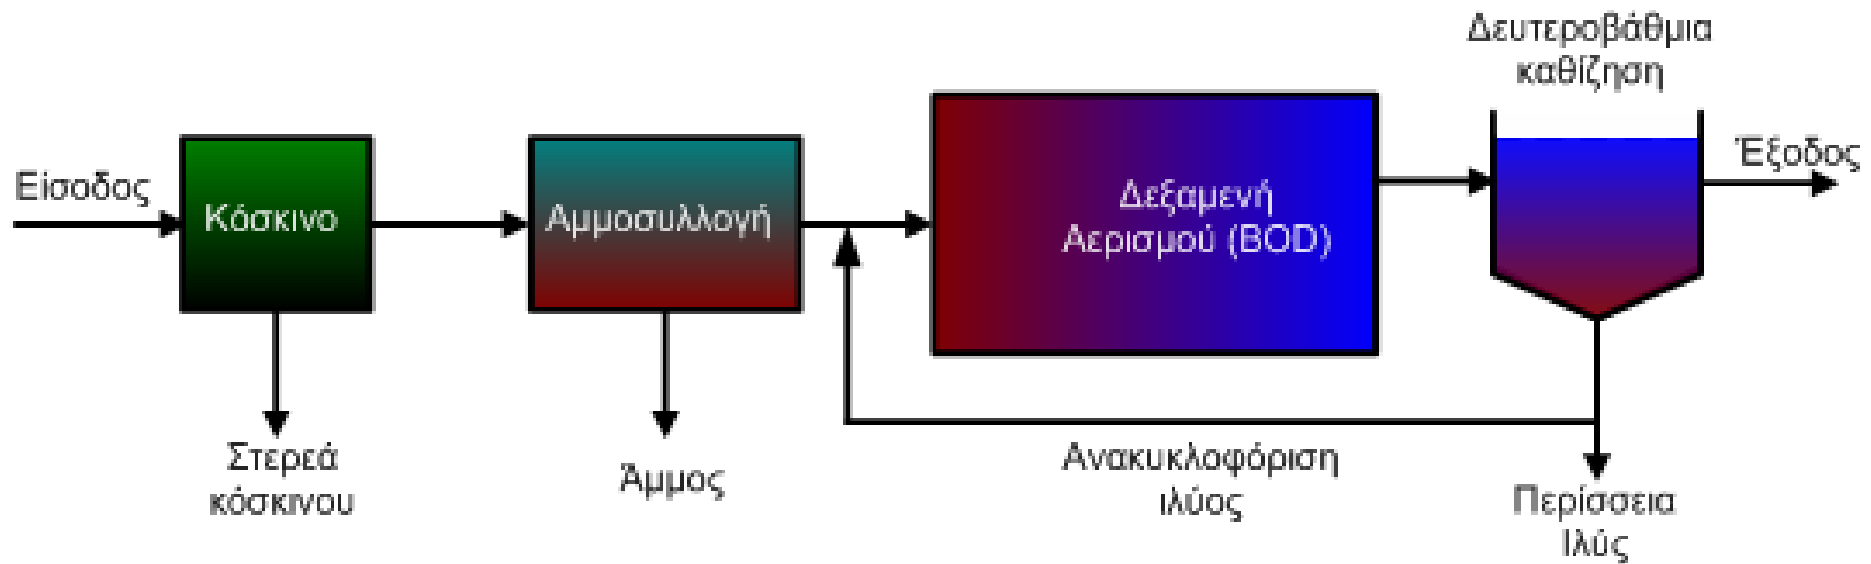 Δευτεροβάθμια
καθίζηση
Είσοδος
Κόσκινο
Αμμοσυλλογή
Δεξαμενή
Αερισμού (BOD)
Έξοδος
Στερεά
κόσκινου
Άμμος
Ανακυκλοφόριση
ιλύος
Περίσσεια
Ιλύς